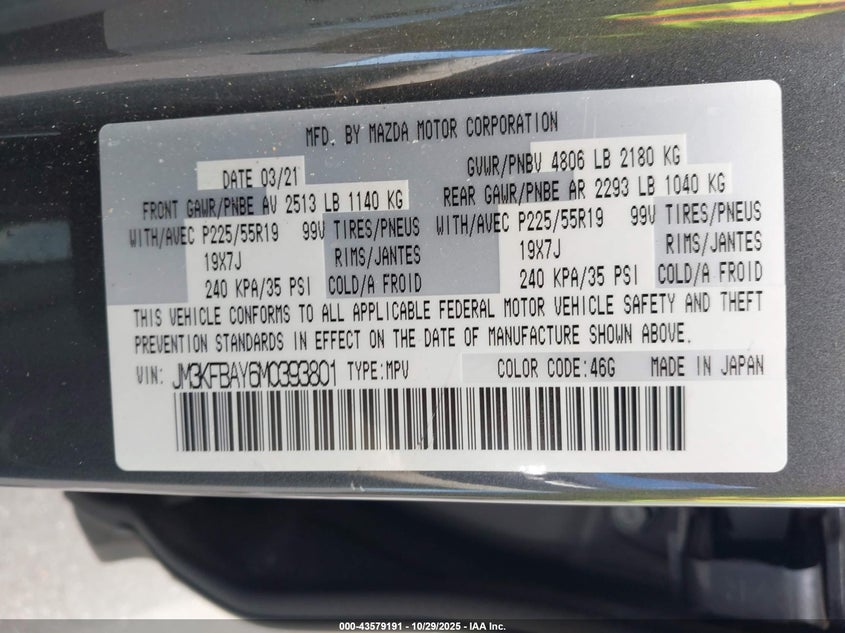 MFD. BY MAZDA MOTOR CORPORATION
DATE 03/21 GVWR/PNBV 4806 LB 2180 KG
FRONT GAWR/PNBE AV 2513 LB 1140 KG REAR GAWR/PNBE AR 2293 LB 1040 KG
WITH/AVEC P225/55R19 99V TIRES/PNEUS WITH/AVEC P225/55R19 99V TIRES/PNEUS
19X7J RIMS/JANTES 19X7J RIMS/JANTES
240 KPA/35 PSI COLD/A FROID 240 KPA/35 PSI COLD/A FROID
THIS VEHICLE CONFORMS TO ALL APPLICABLE FEDERAL MOTOR VEHICLE SAFETY AND THEFT
PREVENTION STANDARDS IN EFFECT ON THE DATE OF MANUFACTURE SHOWN ABOVE.
VIN: JM3KFBAY6M0393801 TYPE:MPV COLOR CODE:46G MADE IN JAPAN
000-43579191 - 10/29/2025 - IAA Inc.